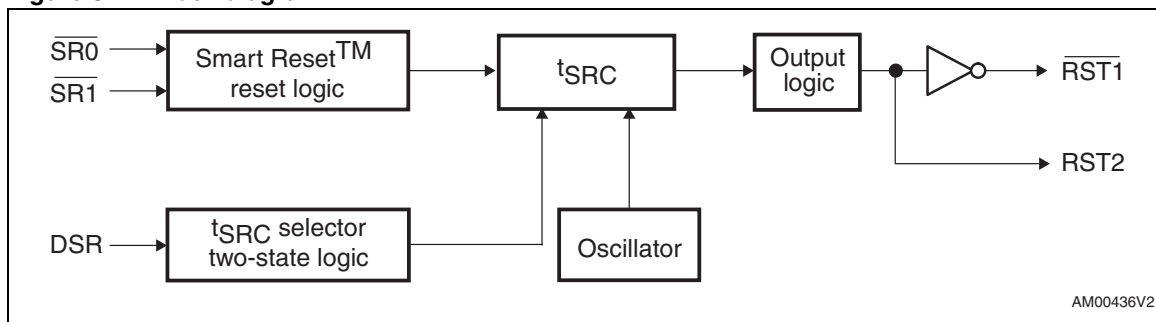 SR0
SR1
Smart Reset™
reset logic
tSRC
Output
logic
RST1
RST2
DSR
tSRC selector
two-state logic
Oscillator
AM00436V2